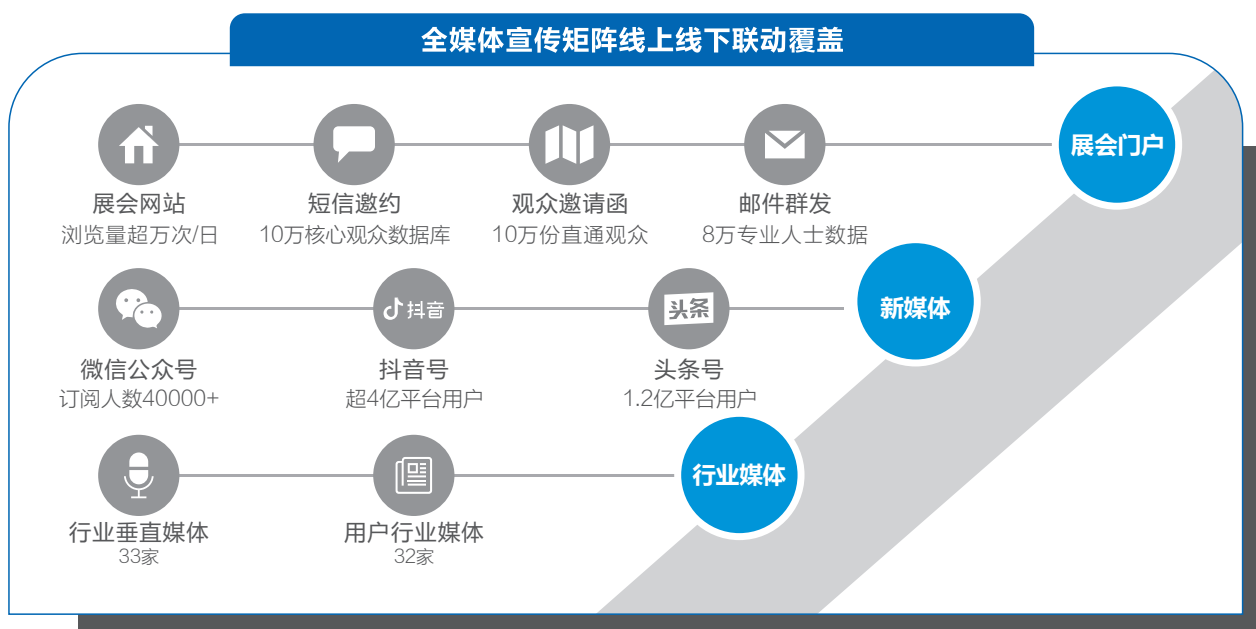 全媒体宣传矩阵线上线下联动覆盖
展会网站
浏览量超万次/日
短信邀约
10万核心观众数据库
观众邀请函
10万份直通观众
邮件群发
8万专业人士数据
展会门户
微信公众号
订阅人数40000+
抖音
抖音号
超4亿平台用户
头条
头条号
1.2亿平台用户
新媒体
行业垂直媒体
33家
用户行业媒体
32家
行业媒体